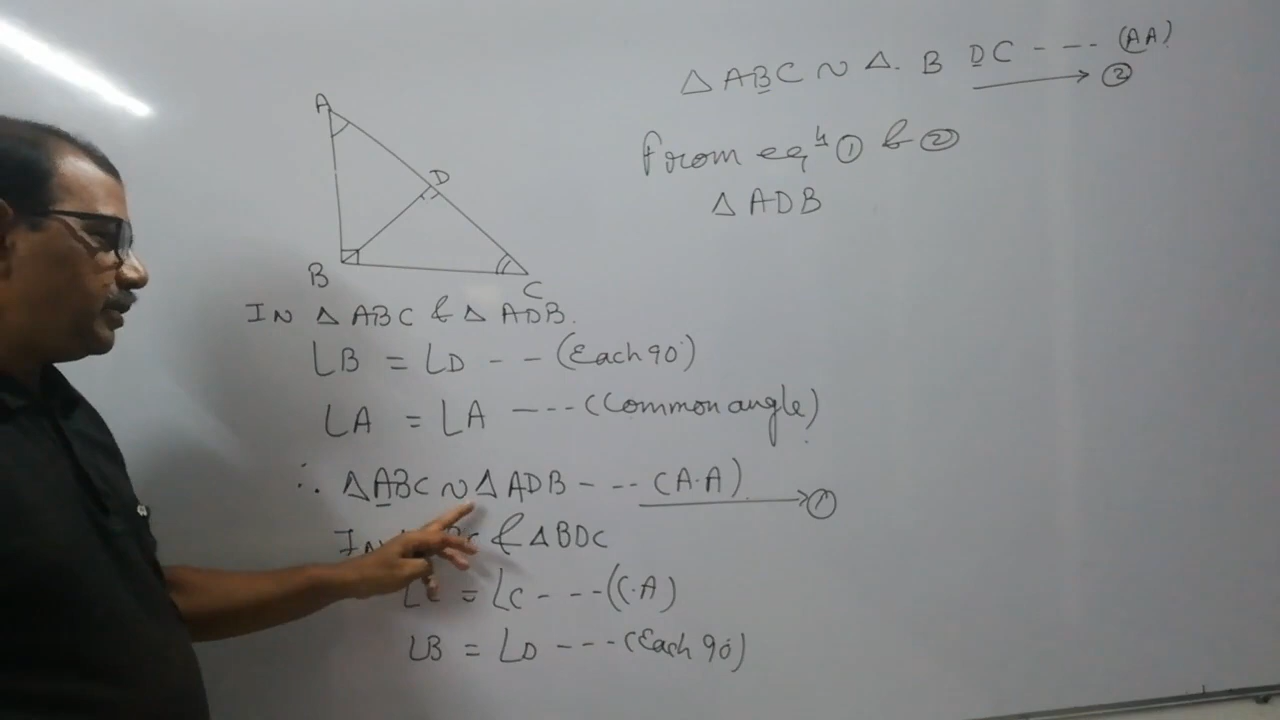 A
D
B
C
IN △ ABC & △ ADB.
∠B = ∠D - - (Each 90°)
∠A = ∠A ---- (Common angle)
∴ △ABC ~ △ADB - -- (A.A) ①
& △BDC
= ∠C - - - - (C.A)
∠B = ∠D - - - - (Each 90°)
△ ABC ~ △. B DC - - -- (AA) ②
From eqⁿ ① & ②
△ ADB